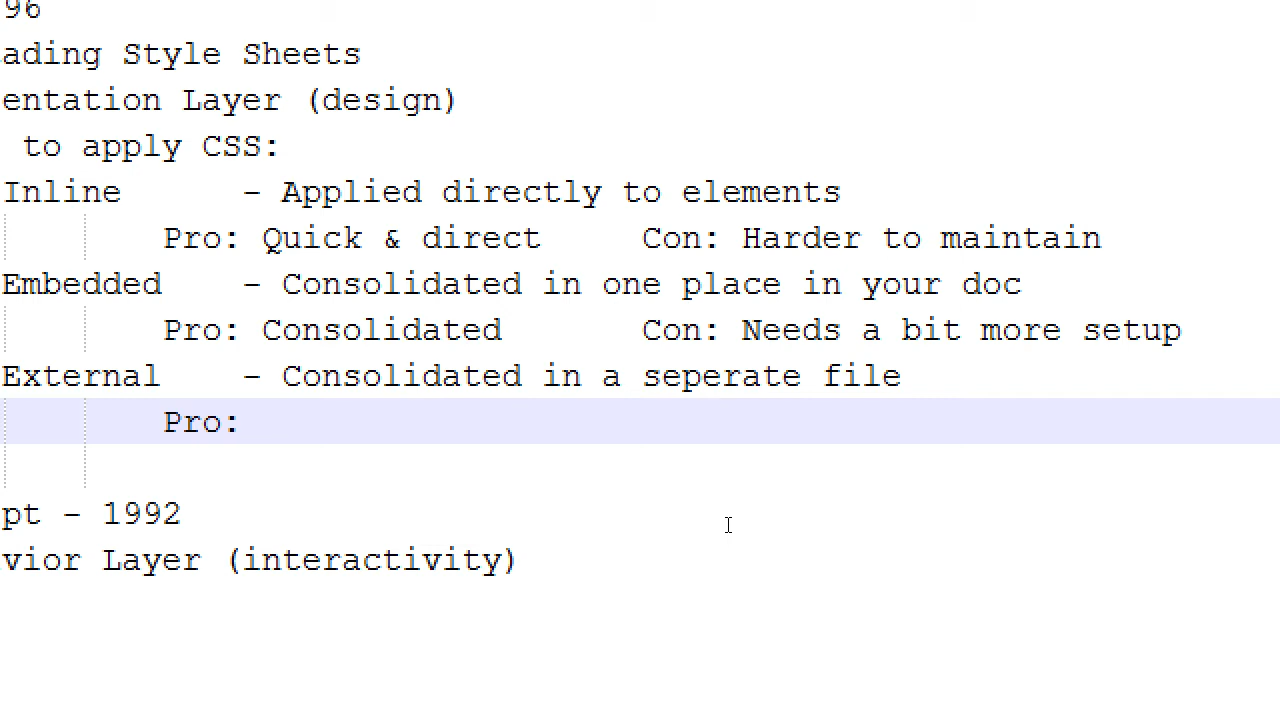 96
ading Style Sheets
entation Layer (design)
to apply CSS:
Inline - Applied directly to elements
Pro: Quick & direct Con: Harder to maintain
Embedded - Consolidated in one place in your doc
Pro: Consolidated Con: Needs a bit more setup
External - Consolidated in a seperate file
Pro:
pt - 1992
vior Layer (interactivity)